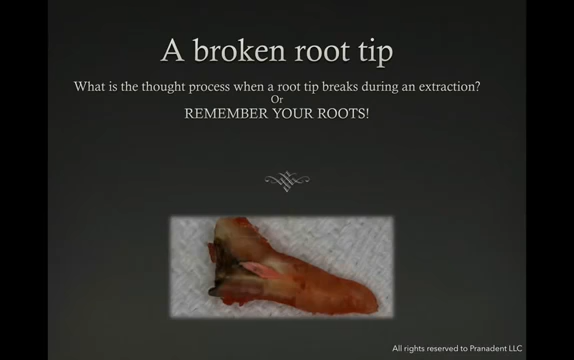 A broken root tip
What is the thought process when a root tip breaks during an extraction?
Or
REMEMBER YOUR ROOTS!
All rights reserved to Pranadent LLC